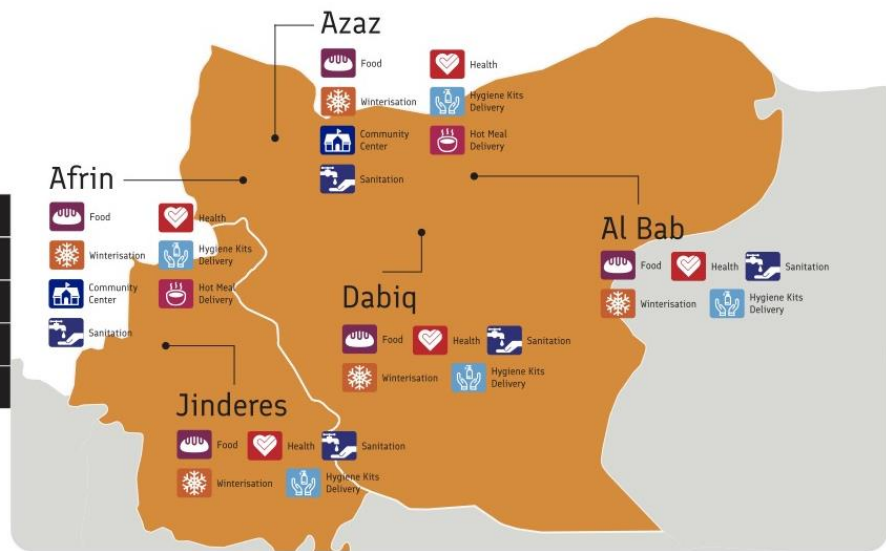 Azaz
Food
Health
Winterisation
Hygiene Kits
Delivery
Community
Center
Hot Meal
Delivery
Sanitation
Afrin
Food
Health
Winterisation
Hygiene Kits
Delivery
Community
Center
Hot Meal
Delivery
Sanitation
Al Bab
Food
Health
Sanitation
Winterisation
Hygiene Kits
Delivery
Dabiq
Food
Health
Sanitation
Winterisation
Hygiene Kits
Delivery
Jinderes
Food
Health
Sanitation
Winterisation
Hygiene Kits
Delivery